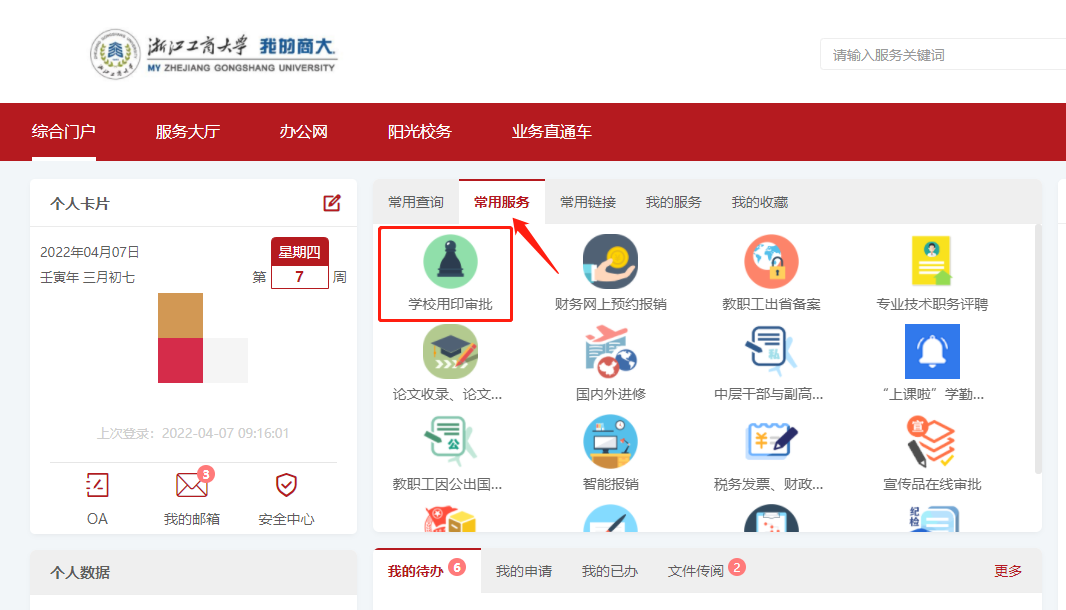 浙江工商大学 我的商大
MY ZHEJIANG GONGSHANG UNIVERSITY
请输入服务关键词
综合门户 服务大厅 办公网 阳光校务 业务直通车
个人卡片
2022年04月07日
壬寅年 三月初七
星期四
第 7 周
上次登录：2022-04-07 09:16:01
3
OA 我的邮箱 安全中心
个人数据
常用查询 常用服务 常用链接 我的服务 我的收藏
学校用印审批 财务网上预约报销 教职工出省备案 专业技术职务评聘
私
论文收录、论文... 国内外进修 中层干部与副高... “上课啦”学勤...
公 宣
教职工因公出国... 智能报销 税务发票、财政... 宣传品在线审批
纪检
我的待办 6 我的申请 我的已办 文件传阅 2 更多